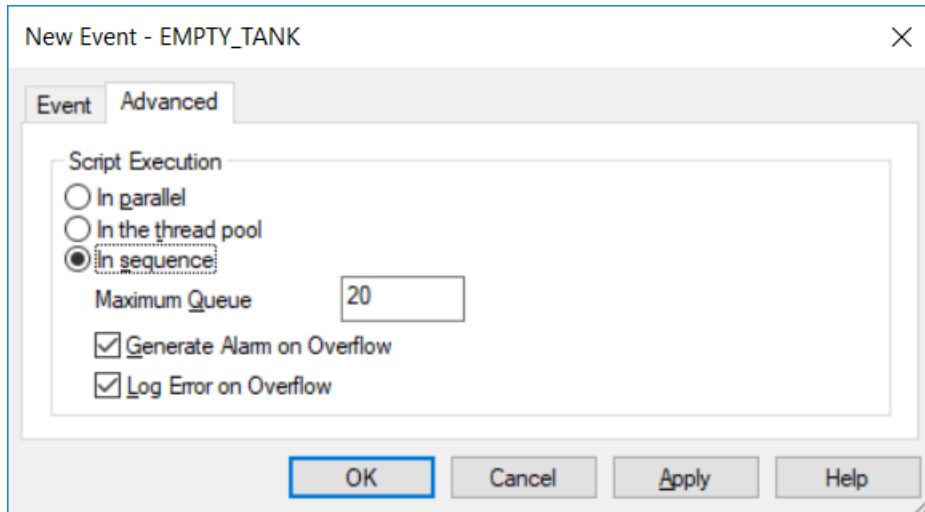 New Event - EMPTY_TANK
Event Advanced
Script Execution
In parallel
In the thread pool
In sequence
Maximum Queue 20
Generate Alarm on Overflow
Log Error on Overflow
OK Cancel Apply Help